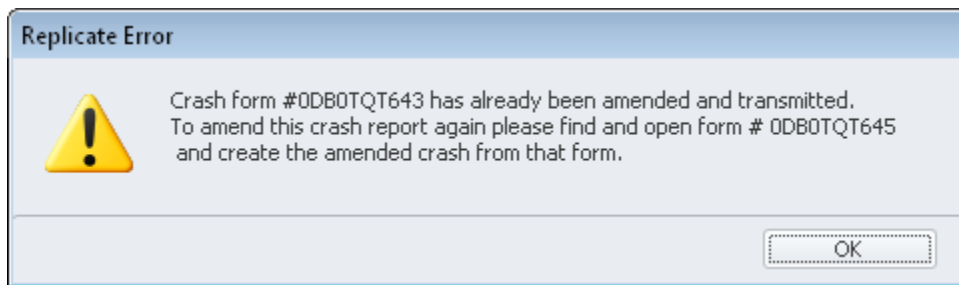 Replicate Error
Crash form #0DB0TQT643 has already been amended and transmitted.
To amend this crash report again please find and open form # 0DB0TQT645
and create the amended crash from that form.
OK